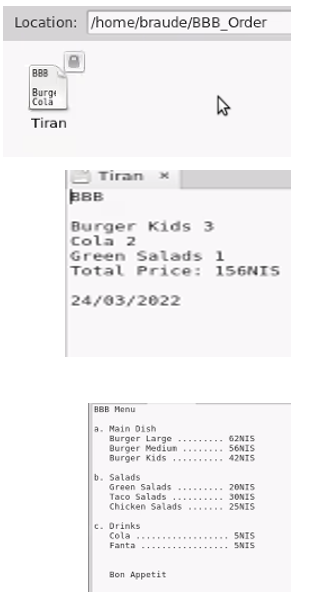 Location: /home/braude/BBB_Order
BBB
Burge
Cola
Tiran
Tiran ×
BBB
Burger Kids 3
Cola 2
Green Salads 1
Total Price: 156NIS
24/03/2022
BBB Menu
a. Main Dish
Burger Large ......... 62NIS
Burger Medium ........ 56NIS
Burger Kids .......... 42NIS
b. Salads
Green Salads ......... 20NIS
Taco Salads .......... 30NIS
Chicken Salads ....... 25NIS
c. Drinks
Cola ................. 5NIS
Fanta ................ 5NIS
Bon Appetit